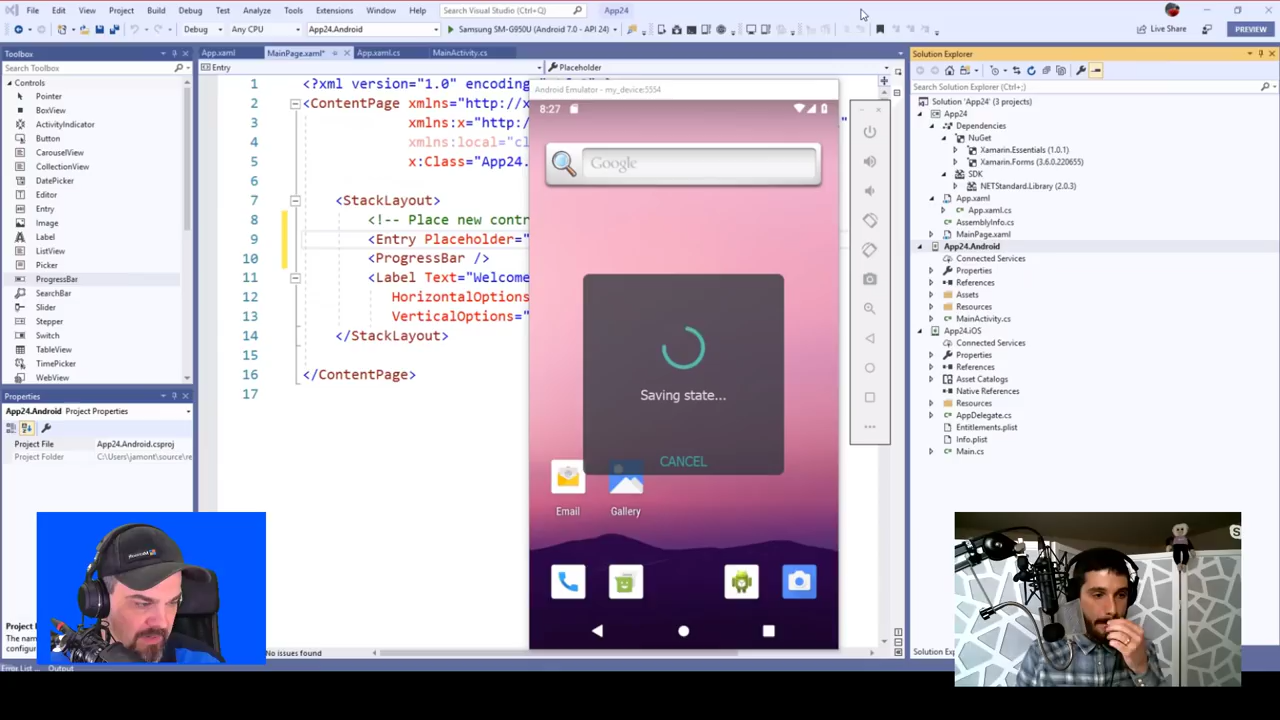 File Edit View Project Build Debug Test Analyze Tools Extensions Window Help Search Visual Studio (Ctrl+Q) App24
Debug Any CPU App24.Android Samsung SM-G950U (Android 7.0 - API 24) Live Share PREVIEW
Toolbox
Search Toolbox
Controls
Pointer
BoxView
ActivityIndicator
Button
CarouselView
CollectionView
DatePicker
Editor
Entry
Image
Label
ListView
Picker
ProgressBar
SearchBar
Slider
Stepper
Switch
TableView
TimePicker
WebView
Properties
App24.Android Project Properties
Project File App24.Android.csproj
Project Folder C:\Users\jamont\source\re
App.xaml MainPage.xaml* App.xaml.cs MainActivity.cs
Entry Placeholder
1 <?xml version="1.0" encoding
2 <ContentPage xmlns="http://x
3 xmlns:x="http:/
4 xmlns:local="cl
5 x:Class="App24.
6
7 <StackLayout>
8 <!-- Place new contr
9 <Entry Placeholder="
10 <ProgressBar />
11 <Label Text="Welcome
12 HorizontalOptions
13 VerticalOptions="
14 </StackLayout>
15
16 </ContentPage>
17
No issues found
Error List Output
Android Emulator - my_device:5554
8:27
Google
Saving state...
CANCEL
Email Gallery
Solution Explorer
Search Solution Explorer (Ctrl+;)
Solution 'App24' (3 projects)
App24
Dependencies
NuGet
Xamarin.Essentials (1.0.1)
Xamarin.Forms (3.6.0.220655)
SDK
NETStandard.Library (2.0.3)
App.xaml
App.xaml.cs
AssemblyInfo.cs
MainPage.xaml
App24.Android
Connected Services
Properties
References
Assets
Resources
MainActivity.cs
App24.iOS
Connected Services
Properties
References
Asset Catalogs
Native References
Resources
AppDelegate.cs
Entitlements.plist
Info.plist
Main.cs